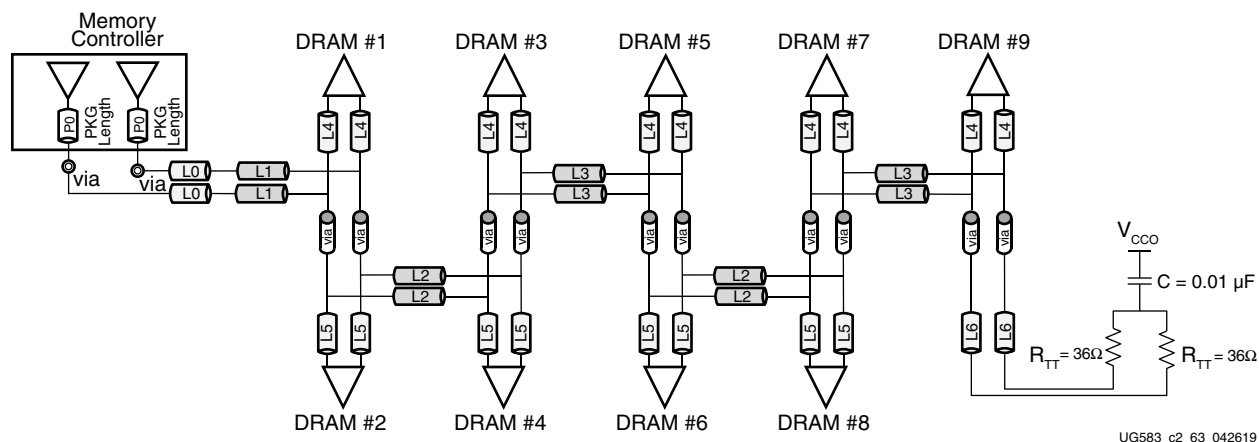 Memory
Controller
DRAM #1
DRAM #3
DRAM #5
DRAM #7
DRAM #9
P0
PKG
Length
P0
PKG
Length
L4
L4
L4
L4
L4
L4
L4
L4
L4
L4
via
via
L0
L1
L0
L1
L3
L3
L3
L3
via
via
via
via
via
via
via
via
via
via
L2
L2
L2
L2
L5
L5
L5
L5
L5
L5
L5
L5
L6
L6
VCCO
C = 0.01 µF
RTT = 36Ω
RTT = 36Ω
DRAM #2
DRAM #4
DRAM #6
DRAM #8
UG583_c2_63_042619